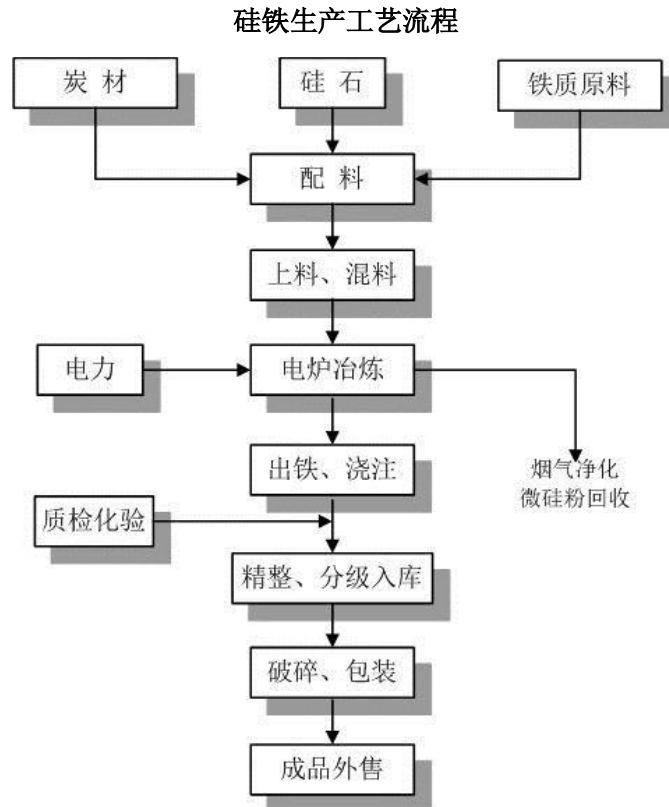 硅铁生产工艺流程
炭 材
硅 石
铁质原料
配 料
上料、混料
电力
电炉冶炼
出铁、浇注
烟气净化
微硅粉回收
质检化验
精整、分级入库
破碎、包装
成品外售